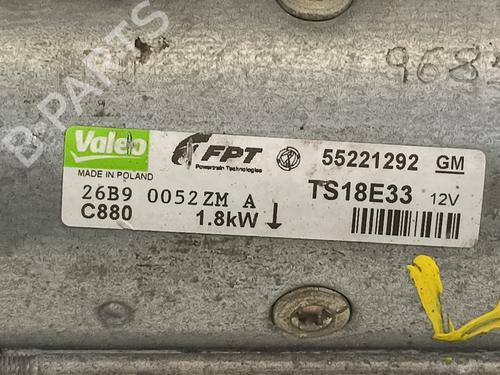 968
B-PARTS
Valeo FPT 55221292 GM
Powertrain Technologies
MADE IN POLAND
26B9 0052ZM A TS18E33 12V
C880 1.8kW